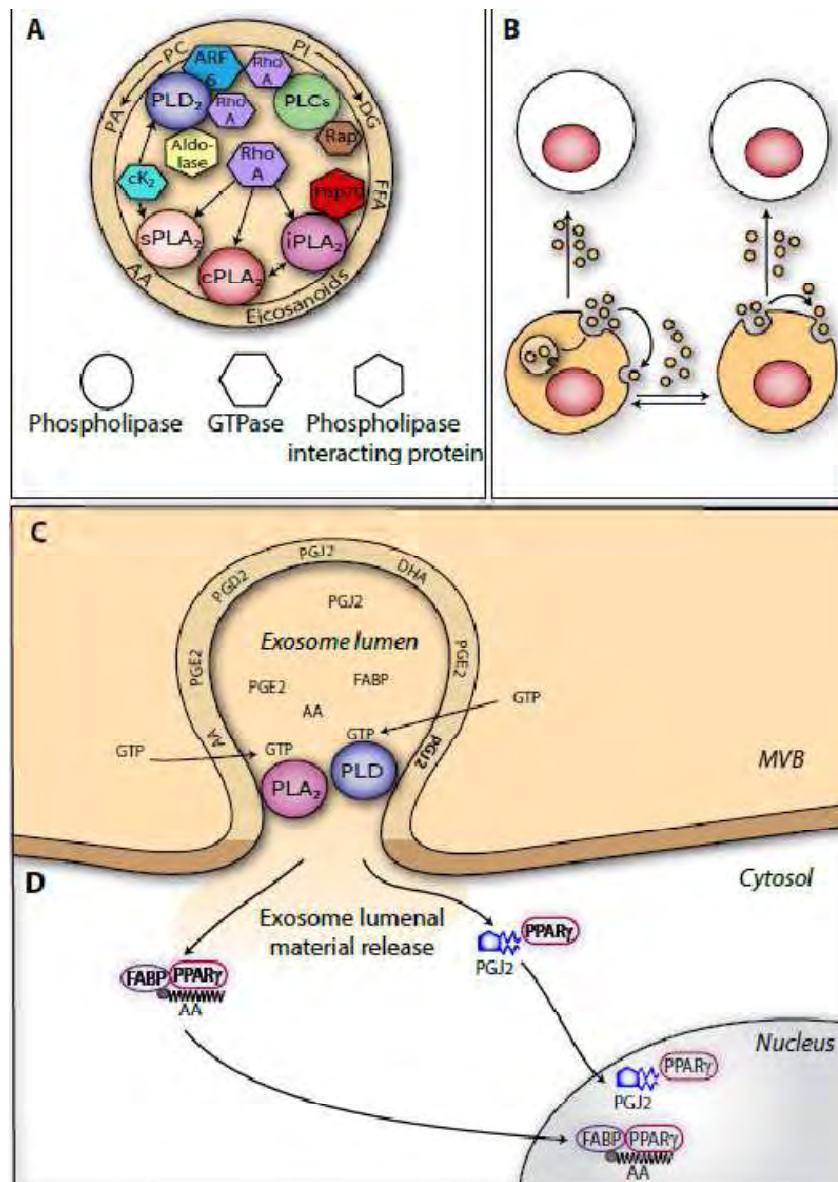 A
PC
PI
PA
DG
ARF
6
Rho
A
PLD₂
Rho
A
PLCs
Aldo-
lase
Rap
Rho
A
cK₂
FFA
sPLA₂
iPLA₂
cPLA₂
AA
Eicosanoids
Phospholipase
GTPase
Phospholipase
interacting protein
B
C
PGJ2
PGD2
DHA
PGJ2
Exosome lumen
PGE2
PGE2
PGE2
FABP
AA
GTP
GTP
GTP
GTP
AA
PGJ2
PLA₂
PLD
MVB
Cytosol
D
Exosome lumenal
material release
PPARγ
PGJ2
FABP
PPARγ
AA
Nucleus
PPARγ
PGJ2
FABP
PPARγ
AA